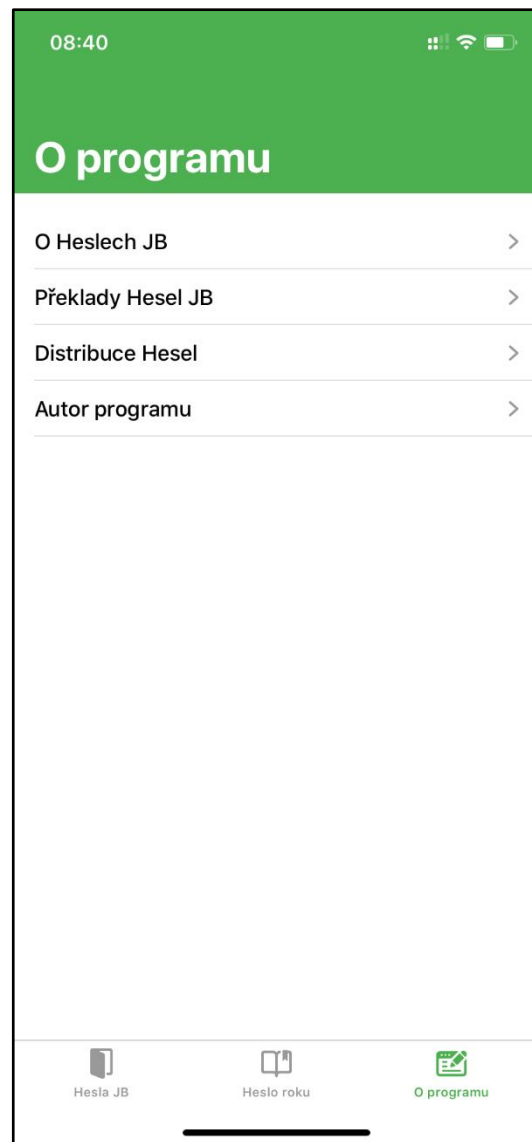 08:40
O programu
O Heslech JB
Překlady Hesel JB
Distribuce Hesel
Autor programu
Hesla JB
Heslo roku
O programu